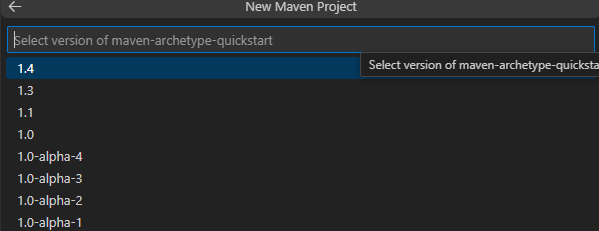 New Maven Project
Select version of maven-archetype-quickstart
1.4
Select version of maven-archetype-quicksta
1.3
1.1
1.0
1.0-alpha-4
1.0-alpha-3
1.0-alpha-2
1.0-alpha-1